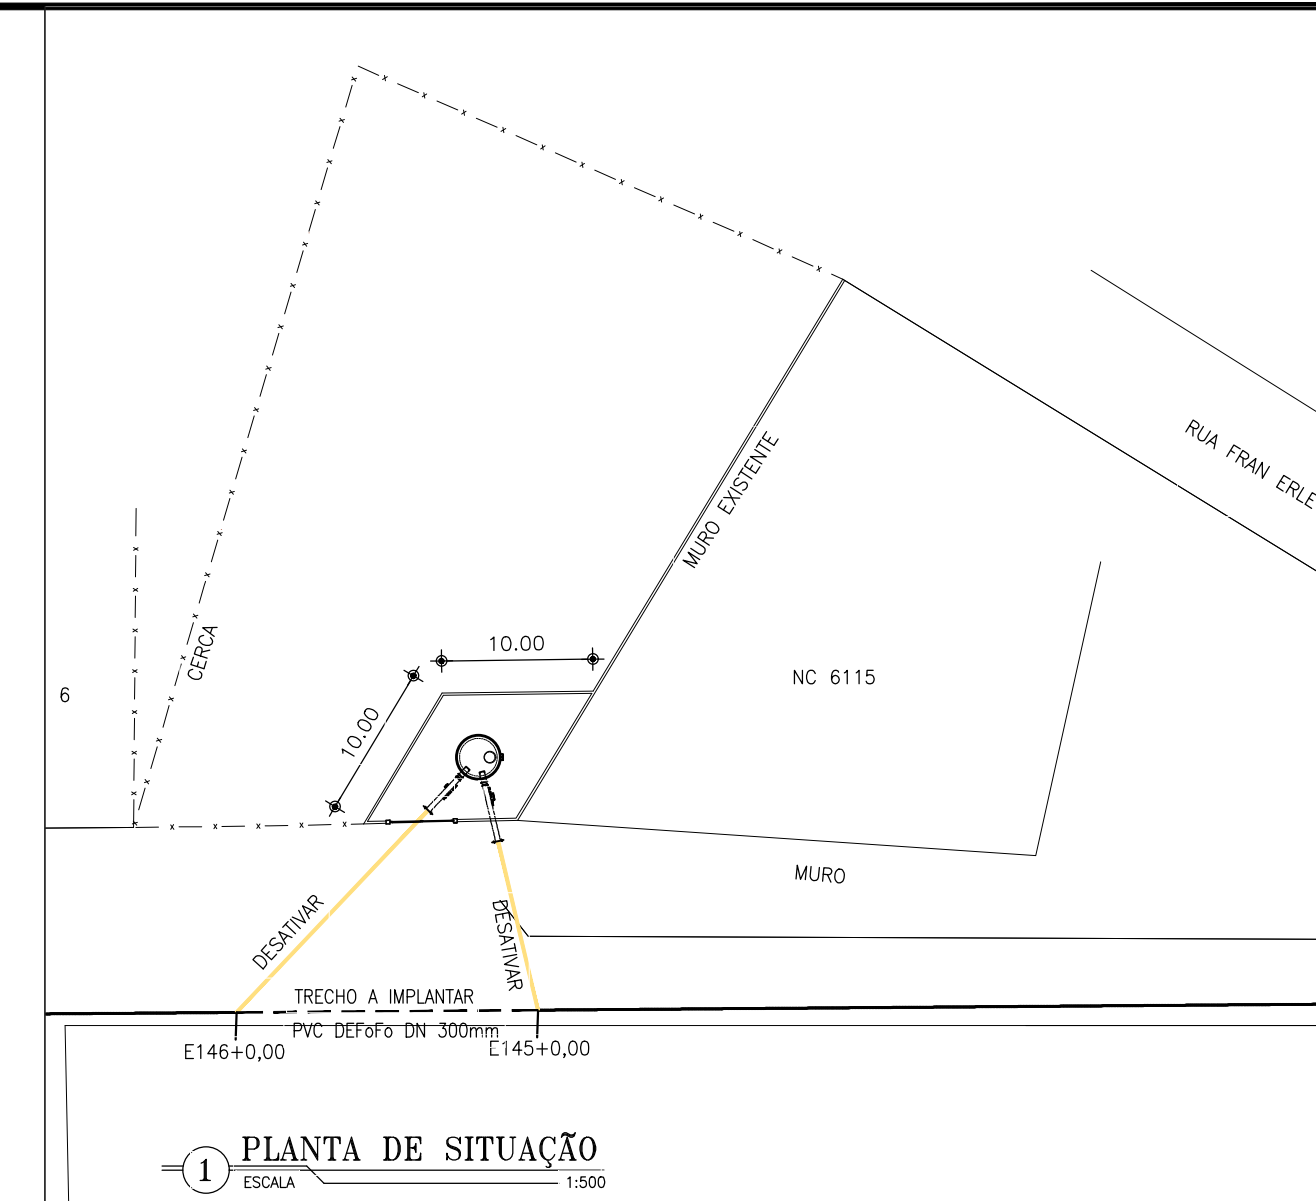 RUA FRAN ERLE
MURO EXISTENTE
CERCA
10.00
10.00
NC 6115
6
MURO
DESATIVAR
DESATIVAR
TRECHO A IMPLANTAR
PVC DEFoFo DN 300mm
E146+0,00
E145+0,00
1
PLANTA DE SITUAÇÃO
ESCALA 1:500